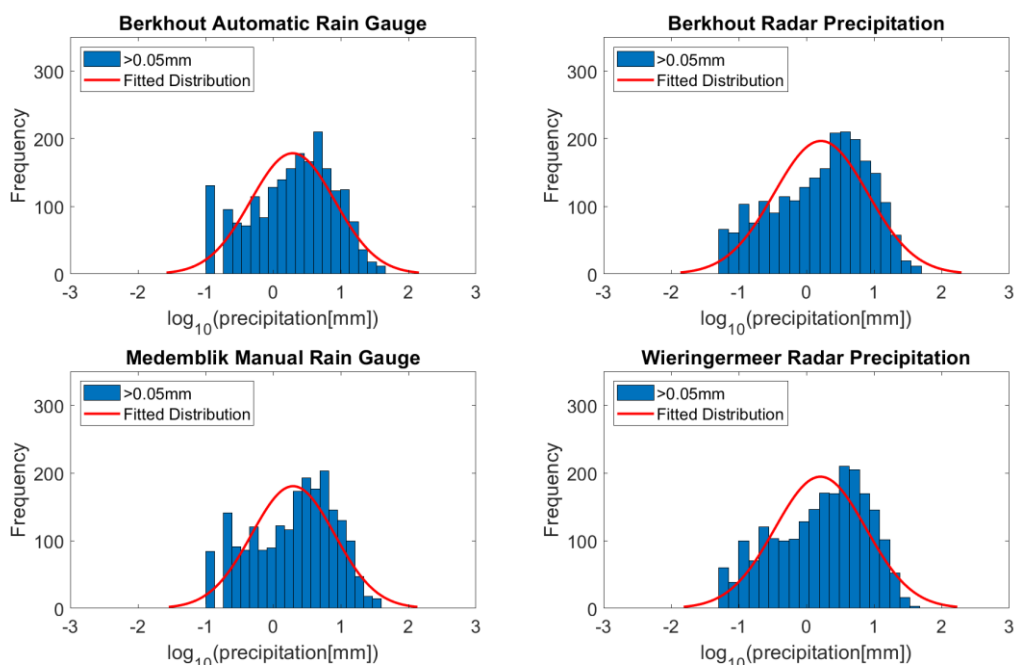 Berkhout Automatic Rain Gauge
>0.05mm
Fitted Distribution
300
200
100
0
Frequency
-3 -2 -1 0 1 2 3
log10(precipitation[mm])
Berkhout Radar Precipitation
>0.05mm
Fitted Distribution
300
200
100
0
Frequency
-3 -2 -1 0 1 2 3
log10(precipitation[mm])
Medemblik Manual Rain Gauge
>0.05mm
Fitted Distribution
300
200
100
0
Frequency
-3 -2 -1 0 1 2 3
log10(precipitation[mm])
Wieringermeer Radar Precipitation
>0.05mm
Fitted Distribution
300
200
100
0
Frequency
-3 -2 -1 0 1 2 3
log10(precipitation[mm])